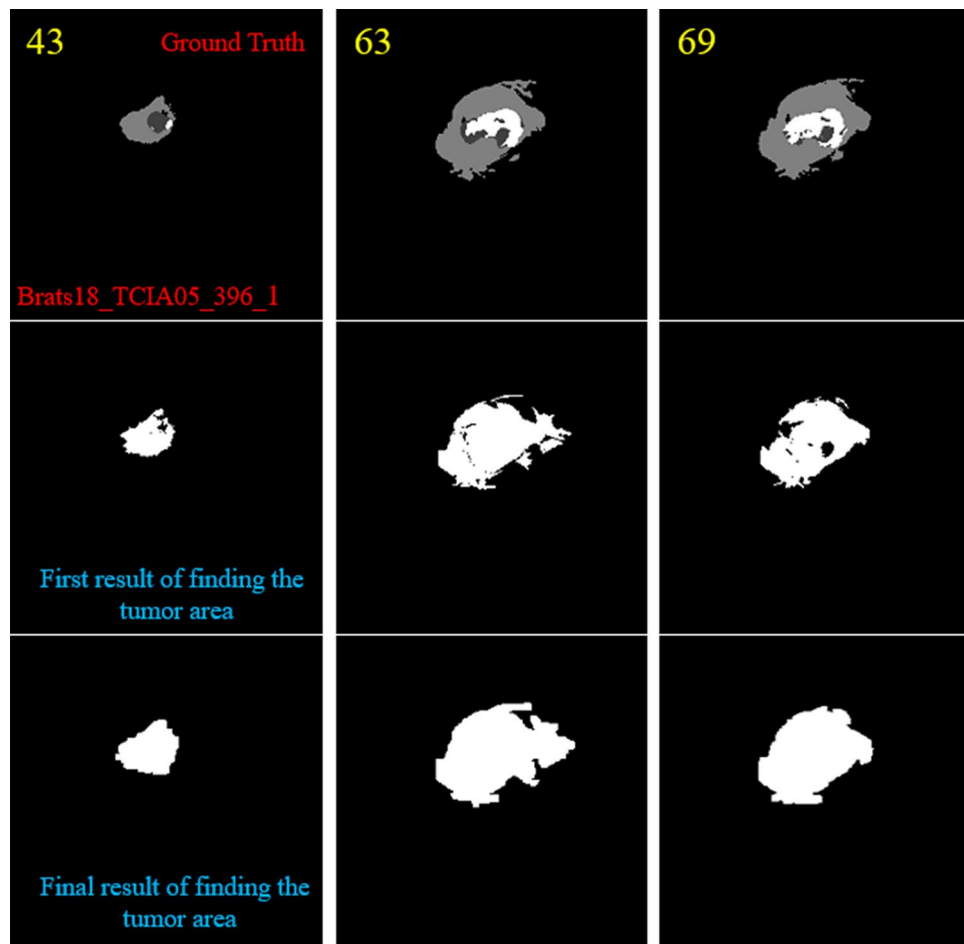 43
Ground Truth
63
69
Brats18_TCIA05_396_1
First result of finding the
tumor area
Final result of finding the
tumor area